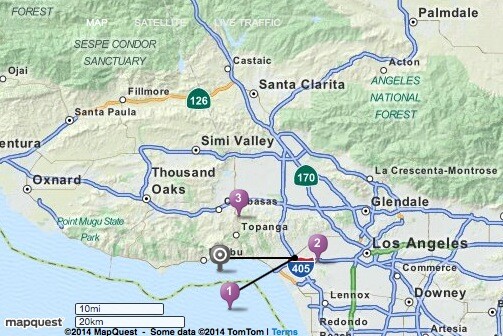 Palmdale
MAP SATELLITE LIVE TRAFFIC
SESPE CONDOR
SANCTUARY
Castaic
Acton
Ojai
Santa Clarita
ANGELES
NATIONAL
FOREST
Fillmore
126
Santa Paula
Simi Valley
entura
La Crescenta-Montrose
170
Oxnard
Thousand
Oaks
3
basas
Glendale
Point Mugu State
Park
Topanga
bu
2
Los Angeles
405
Commerce
1
Lennox
Downey
10mi
20km
Redondo
mapquest
©2014 MapQuest - Some data ©2014 TomTom | Terms